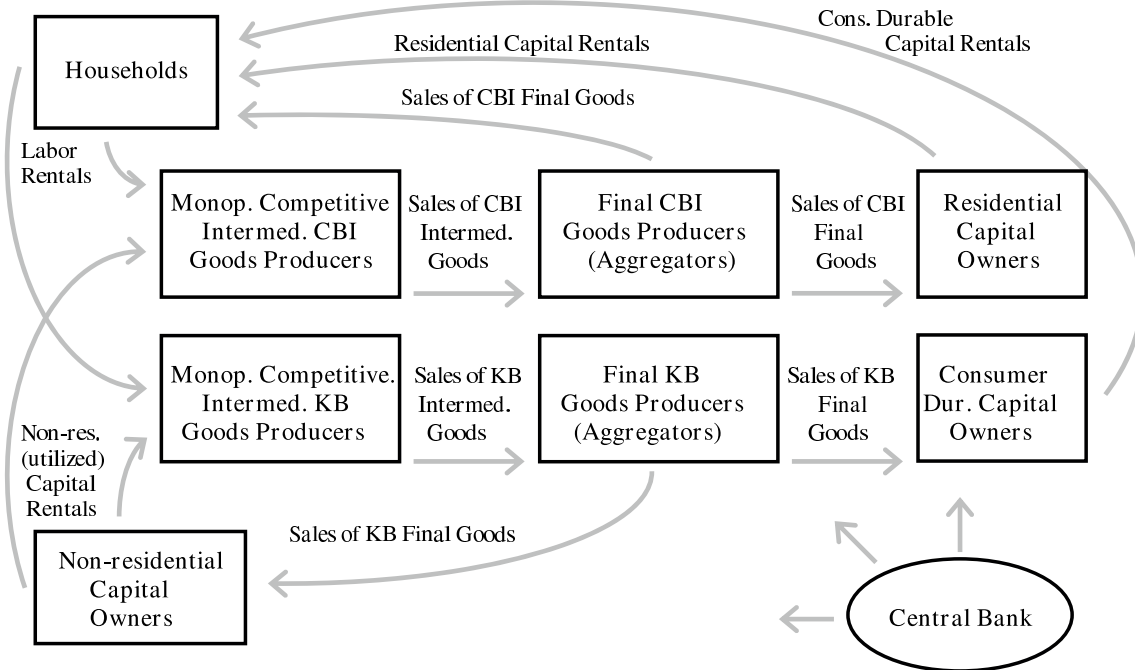 Cons. Durable
Capital Rentals
Residential Capital Rentals
Households
Sales of CBI Final Goods
Labor
Rentals
Monop. Competitive
Intermed. CBI
Goods Producers
Sales of CBI
Intermed.
Goods
Final CBI
Goods Producers
(Aggregators)
Sales of CBI
Final
Goods
Residential
Capital
Owners
Monop. Competitive.
Intermed. KB
Goods Producers
Sales of KB
Intermed.
Goods
Final KB
Goods Producers
(Aggregators)
Sales of KB
Final
Goods
Consumer
Dur. Capital
Owners
Non-res.
(utilized)
Capital
Rentals
Sales of KB Final Goods
Non-residential
Capital
Owners
Central Bank